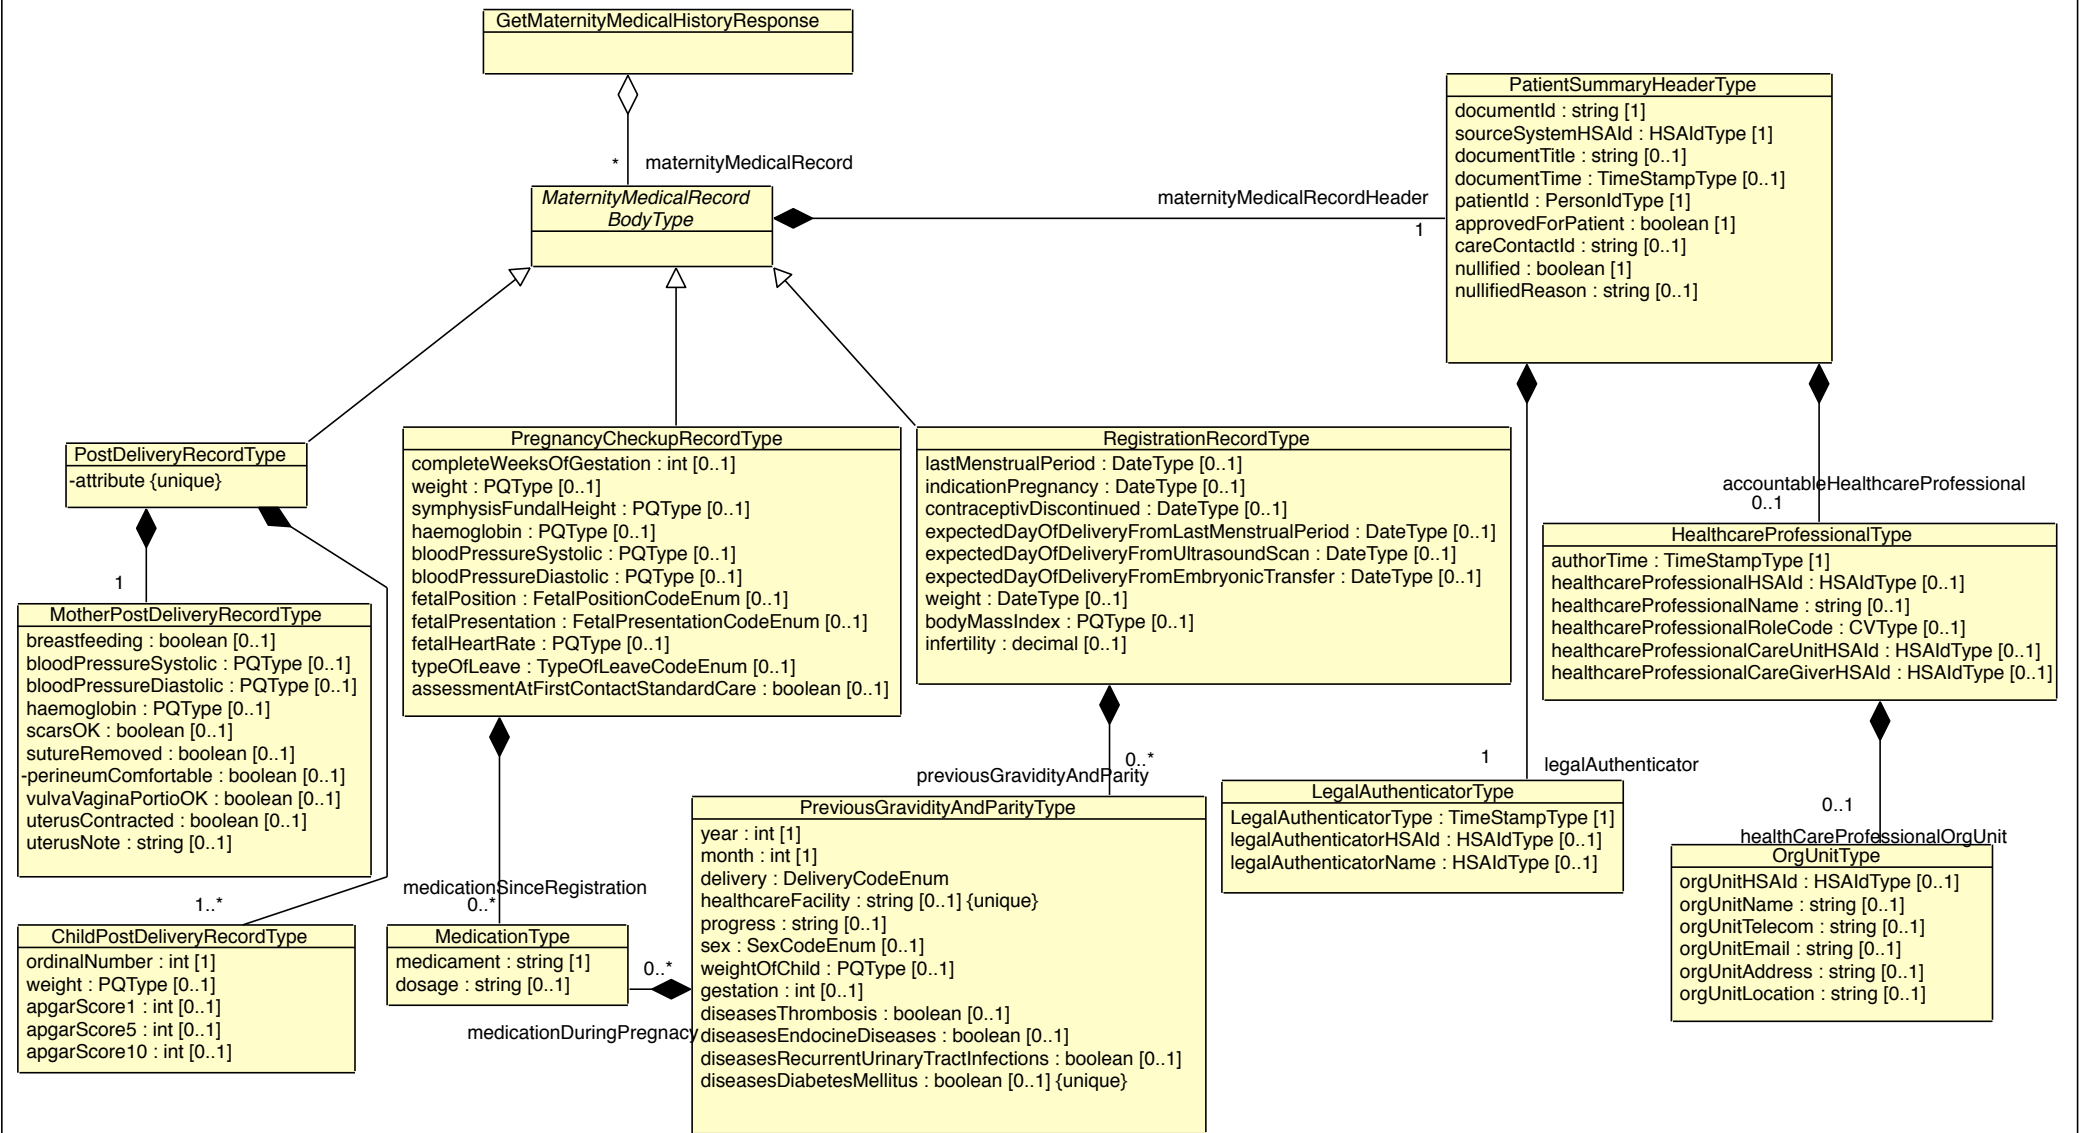 GetMaternityMedicalHistoryResponse
* maternityMedicalRecord
MaternityMedicalRecord
BodyType
maternityMedicalRecordHeader
1
PatientSummaryHeaderType
documentId : string [1]
sourceSystemHSAId : HSAIdType [1]
documentTitle : string [0..1]
documentTime : TimeStampType [0..1]
patientId : PersonIdType [1]
approvedForPatient : boolean [1]
careContactId : string [0..1]
nullified : boolean [1]
nullifiedReason : string [0..1]
PostDeliveryRecordType
-attribute {unique}
PregnancyCheckupRecordType
completeWeeksOfGestation : int [0..1]
weight : PQType [0..1]
symphysisFundalHeight : PQType [0..1]
haemoglobin : PQType [0..1]
bloodPressureSystolic : PQType [0..1]
bloodPressureDiastolic : PQType [0..1]
fetalPosition : FetalPositionCodeEnum [0..1]
fetalPresentation : FetalPresentationCodeEnum [0..1]
fetalHeartRate : PQType [0..1]
typeOfLeave : TypeOfLeaveCodeEnum [0..1]
assessmentAtFirstContactStandardCare : boolean [0..1]
RegistrationRecordType
lastMenstrualPeriod : DateType [0..1]
indicationPregnancy : DateType [0..1]
contraceptivDiscontinued : DateType [0..1]
expectedDayOfDeliveryFromLastMenstrualPeriod : DateType [0..1]
expectedDayOfDeliveryFromUltrasoundScan : DateType [0..1]
expectedDayOfDeliveryFromEmbryonicTransfer : DateType [0..1]
weight : DateType [0..1]
bodyMassIndex : PQType [0..1]
infertility : decimal [0..1]
accountableHealthcareProfessional
0..1
HealthcareProfessionalType
authorTime : TimeStampType [1]
healthcareProfessionalHSAId : HSAIdType [0..1]
healthcareProfessionalName : string [0..1]
healthcareProfessionalRoleCode : CVType [0..1]
healthcareProfessionalCareUnitHSAId : HSAIdType [0..1]
healthcareProfessionalCareGiverHSAId : HSAIdType [0..1]
1
MotherPostDeliveryRecordType
breastfeeding : boolean [0..1]
bloodPressureSystolic : PQType [0..1]
bloodPressureDiastolic : PQType [0..1]
haemoglobin : PQType [0..1]
scarsOK : boolean [0..1]
sutureRemoved : boolean [0..1]
-perineumComfortable : boolean [0..1]
vulvaVaginaPortioOK : boolean [0..1]
uterusContracted : boolean [0..1]
uterusNote : string [0..1]
0..*
previousGravidityAndParity
PreviousGravidityAndParityType
year : int [1]
month : int [1]
delivery : DeliveryCodeEnum
healthcareFacility : string [0..1] {unique}
progress : string [0..1]
sex : SexCodeEnum [0..1]
weightOfChild : PQType [0..1]
gestation : int [0..1]
diseasesThrombosis : boolean [0..1]
diseasesEndocineDiseases : boolean [0..1]
diseasesRecurrentUrinaryTractInfections : boolean [0..1]
diseasesDiabetesMellitus : boolean [0..1] {unique}
1
legalAuthenticator
LegalAuthenticatorType
LegalAuthenticatorType : TimeStampType [1]
legalAuthenticatorHSAId : HSAIdType [0..1]
legalAuthenticatorName : HSAIdType [0..1]
0..1
healthCareProfessionalOrgUnit
OrgUnitType
orgUnitHSAId : HSAIdType [0..1]
orgUnitName : string [0..1]
orgUnitTelecom : string [0..1]
orgUnitEmail : string [0..1]
orgUnitAddress : string [0..1]
orgUnitLocation : string [0..1]
medicationSinceRegistration
0..*
MedicationType
medicament : string [1]
dosage : string [0..1]
0..*
medicationDuringPregnacy
1..*
ChildPostDeliveryRecordType
ordinalNumber : int [1]
weight : PQType [0..1]
apgarScore1 : int [0..1]
apgarScore5 : int [0..1]
apgarScore10 : int [0..1]